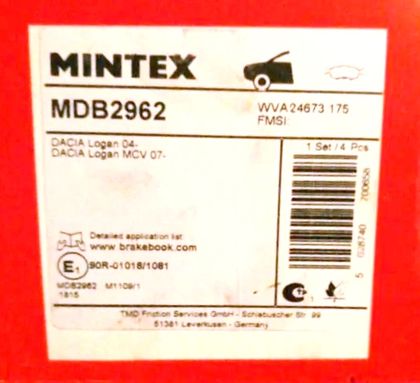 MINTEX
MDB2962
WVA 24673 175
FMSI:
DACIA Logan 04-
DACIA Logan MCV 07-
1 Set / 4 Pcs
Detailed application list
www.brakebook.com
E1
90R-01018/1081
MDB2962 M1109/1
1815
TMD Friction Services GmbH - Schlebuscher Str. 99
51381 Leverkusen - Germany